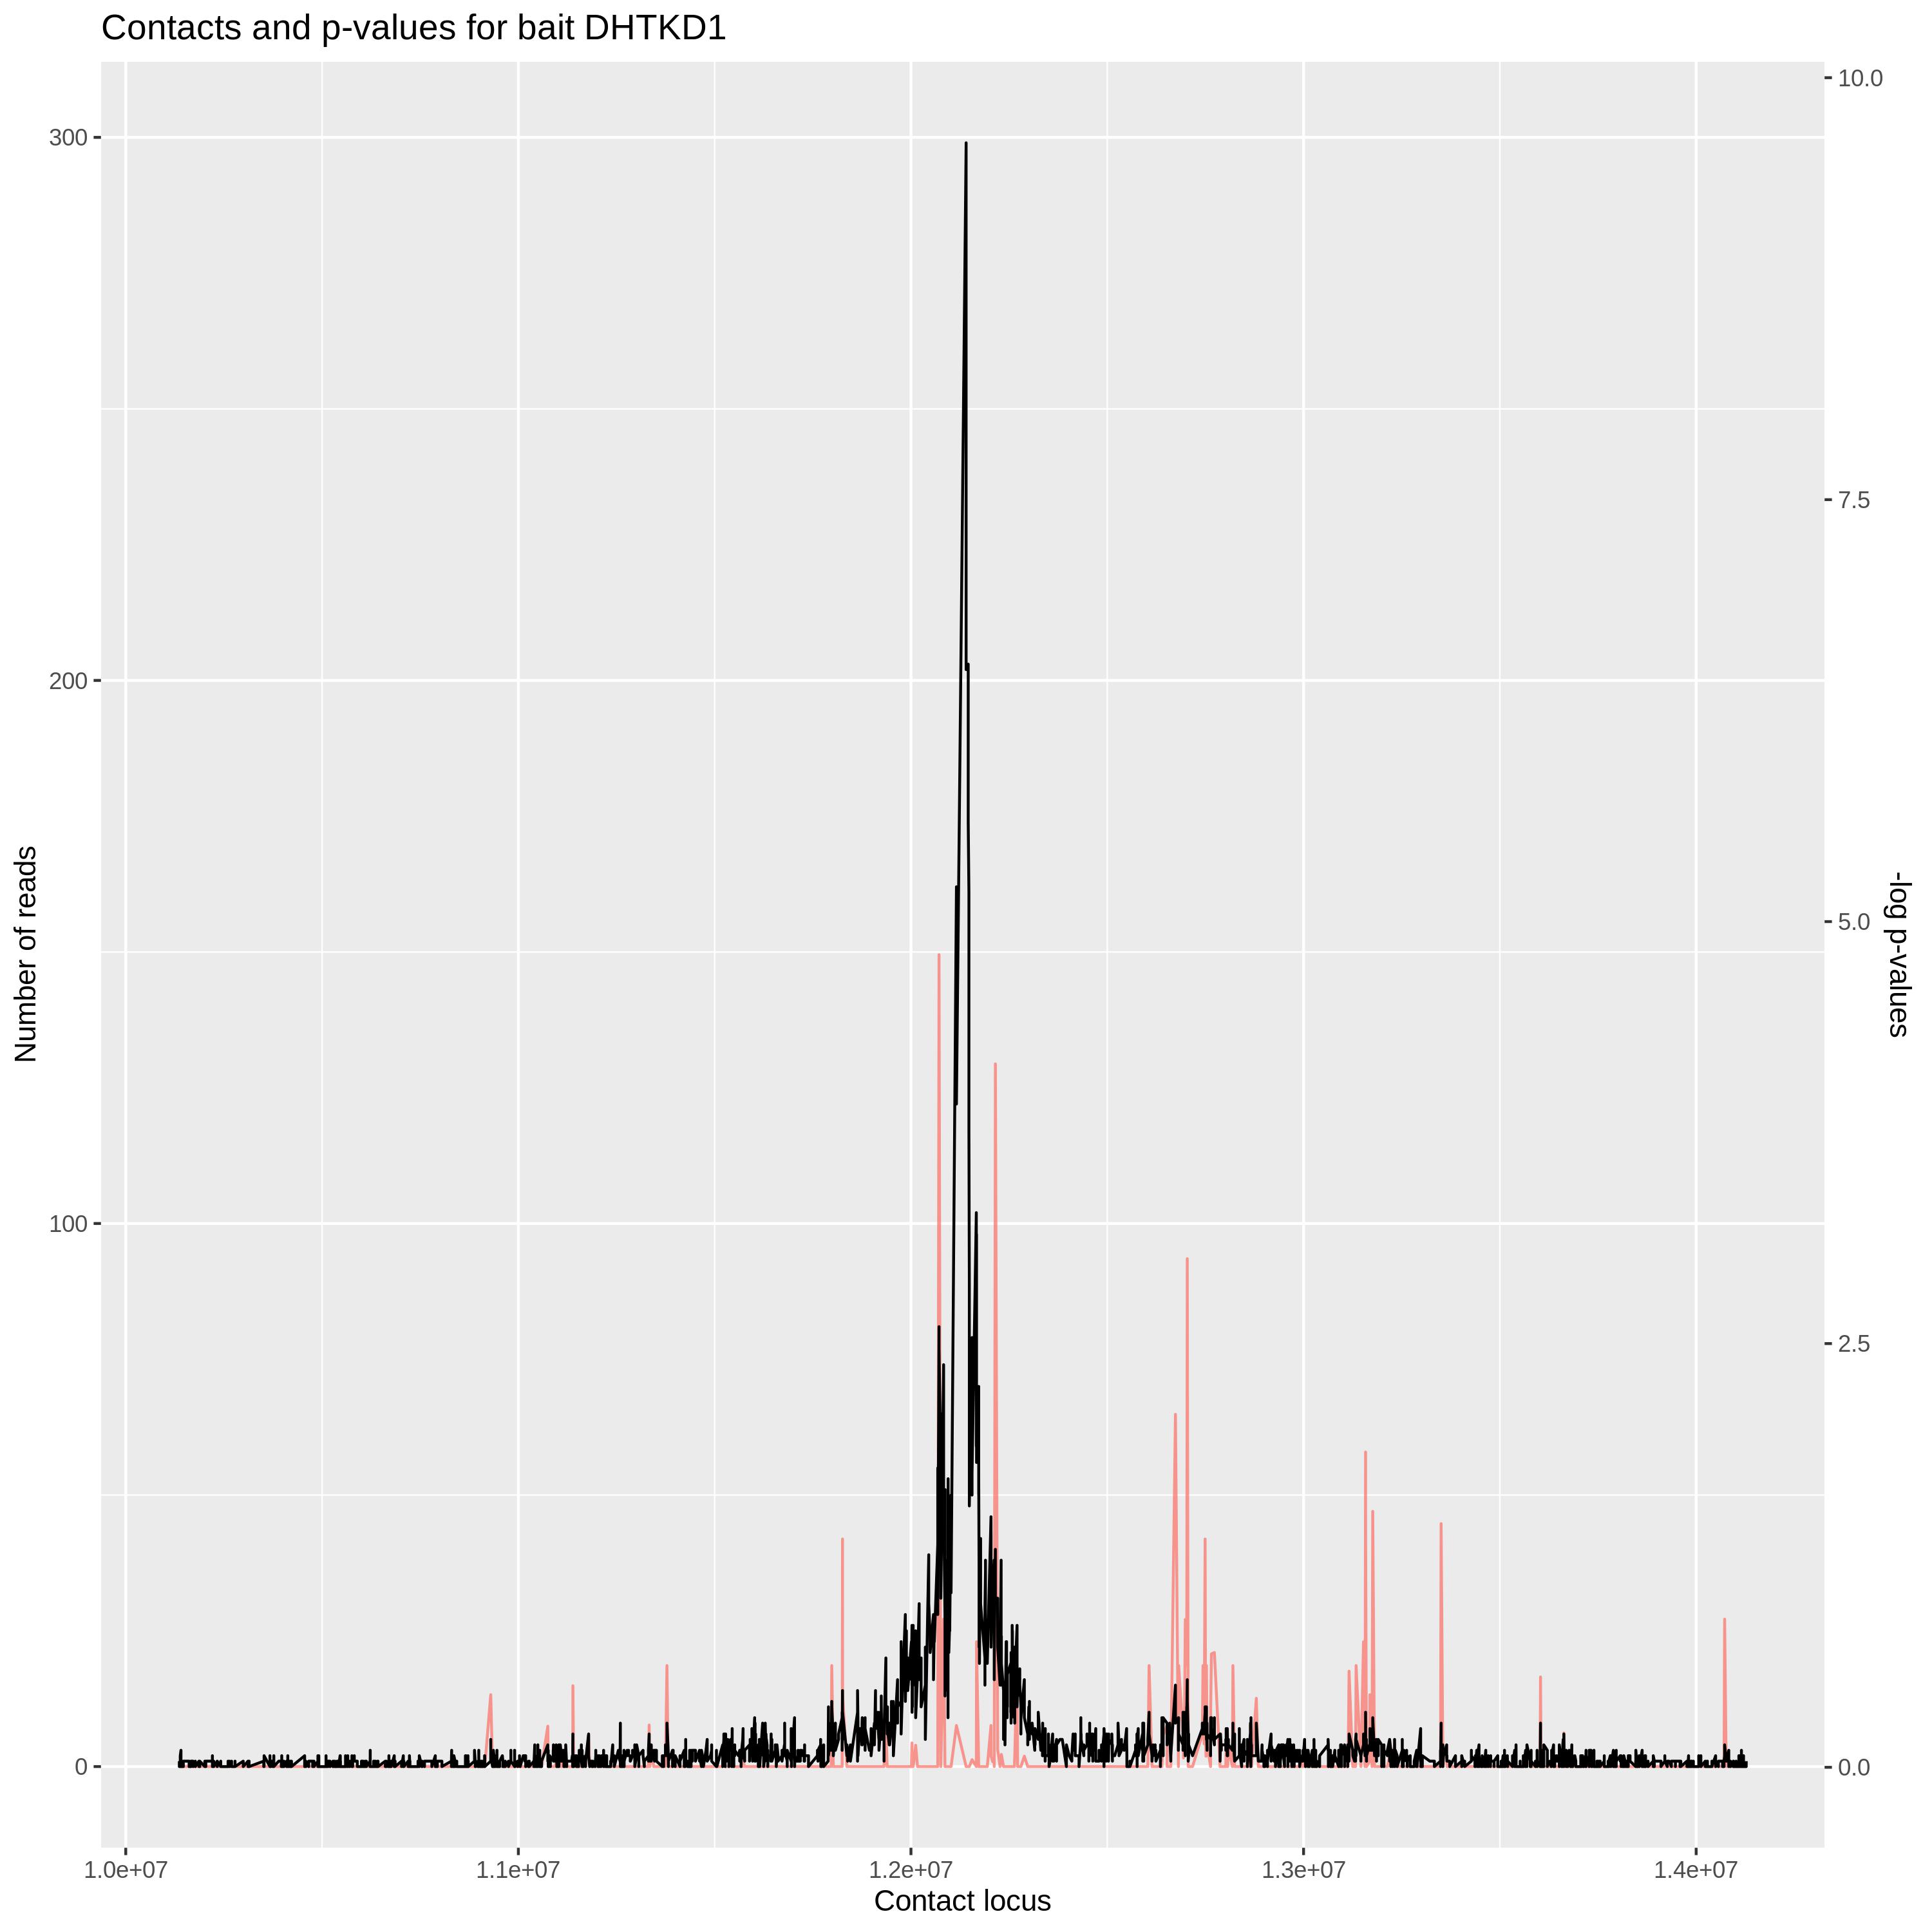 Contacts and p-values for bait DHTKD1
300
200
100
0
Number of reads
10.0
7.5
5.0
2.5
0.0
-log p-values
1.0e+07 1.1e+07 1.2e+07 1.3e+07 1.4e+07
Contact locus